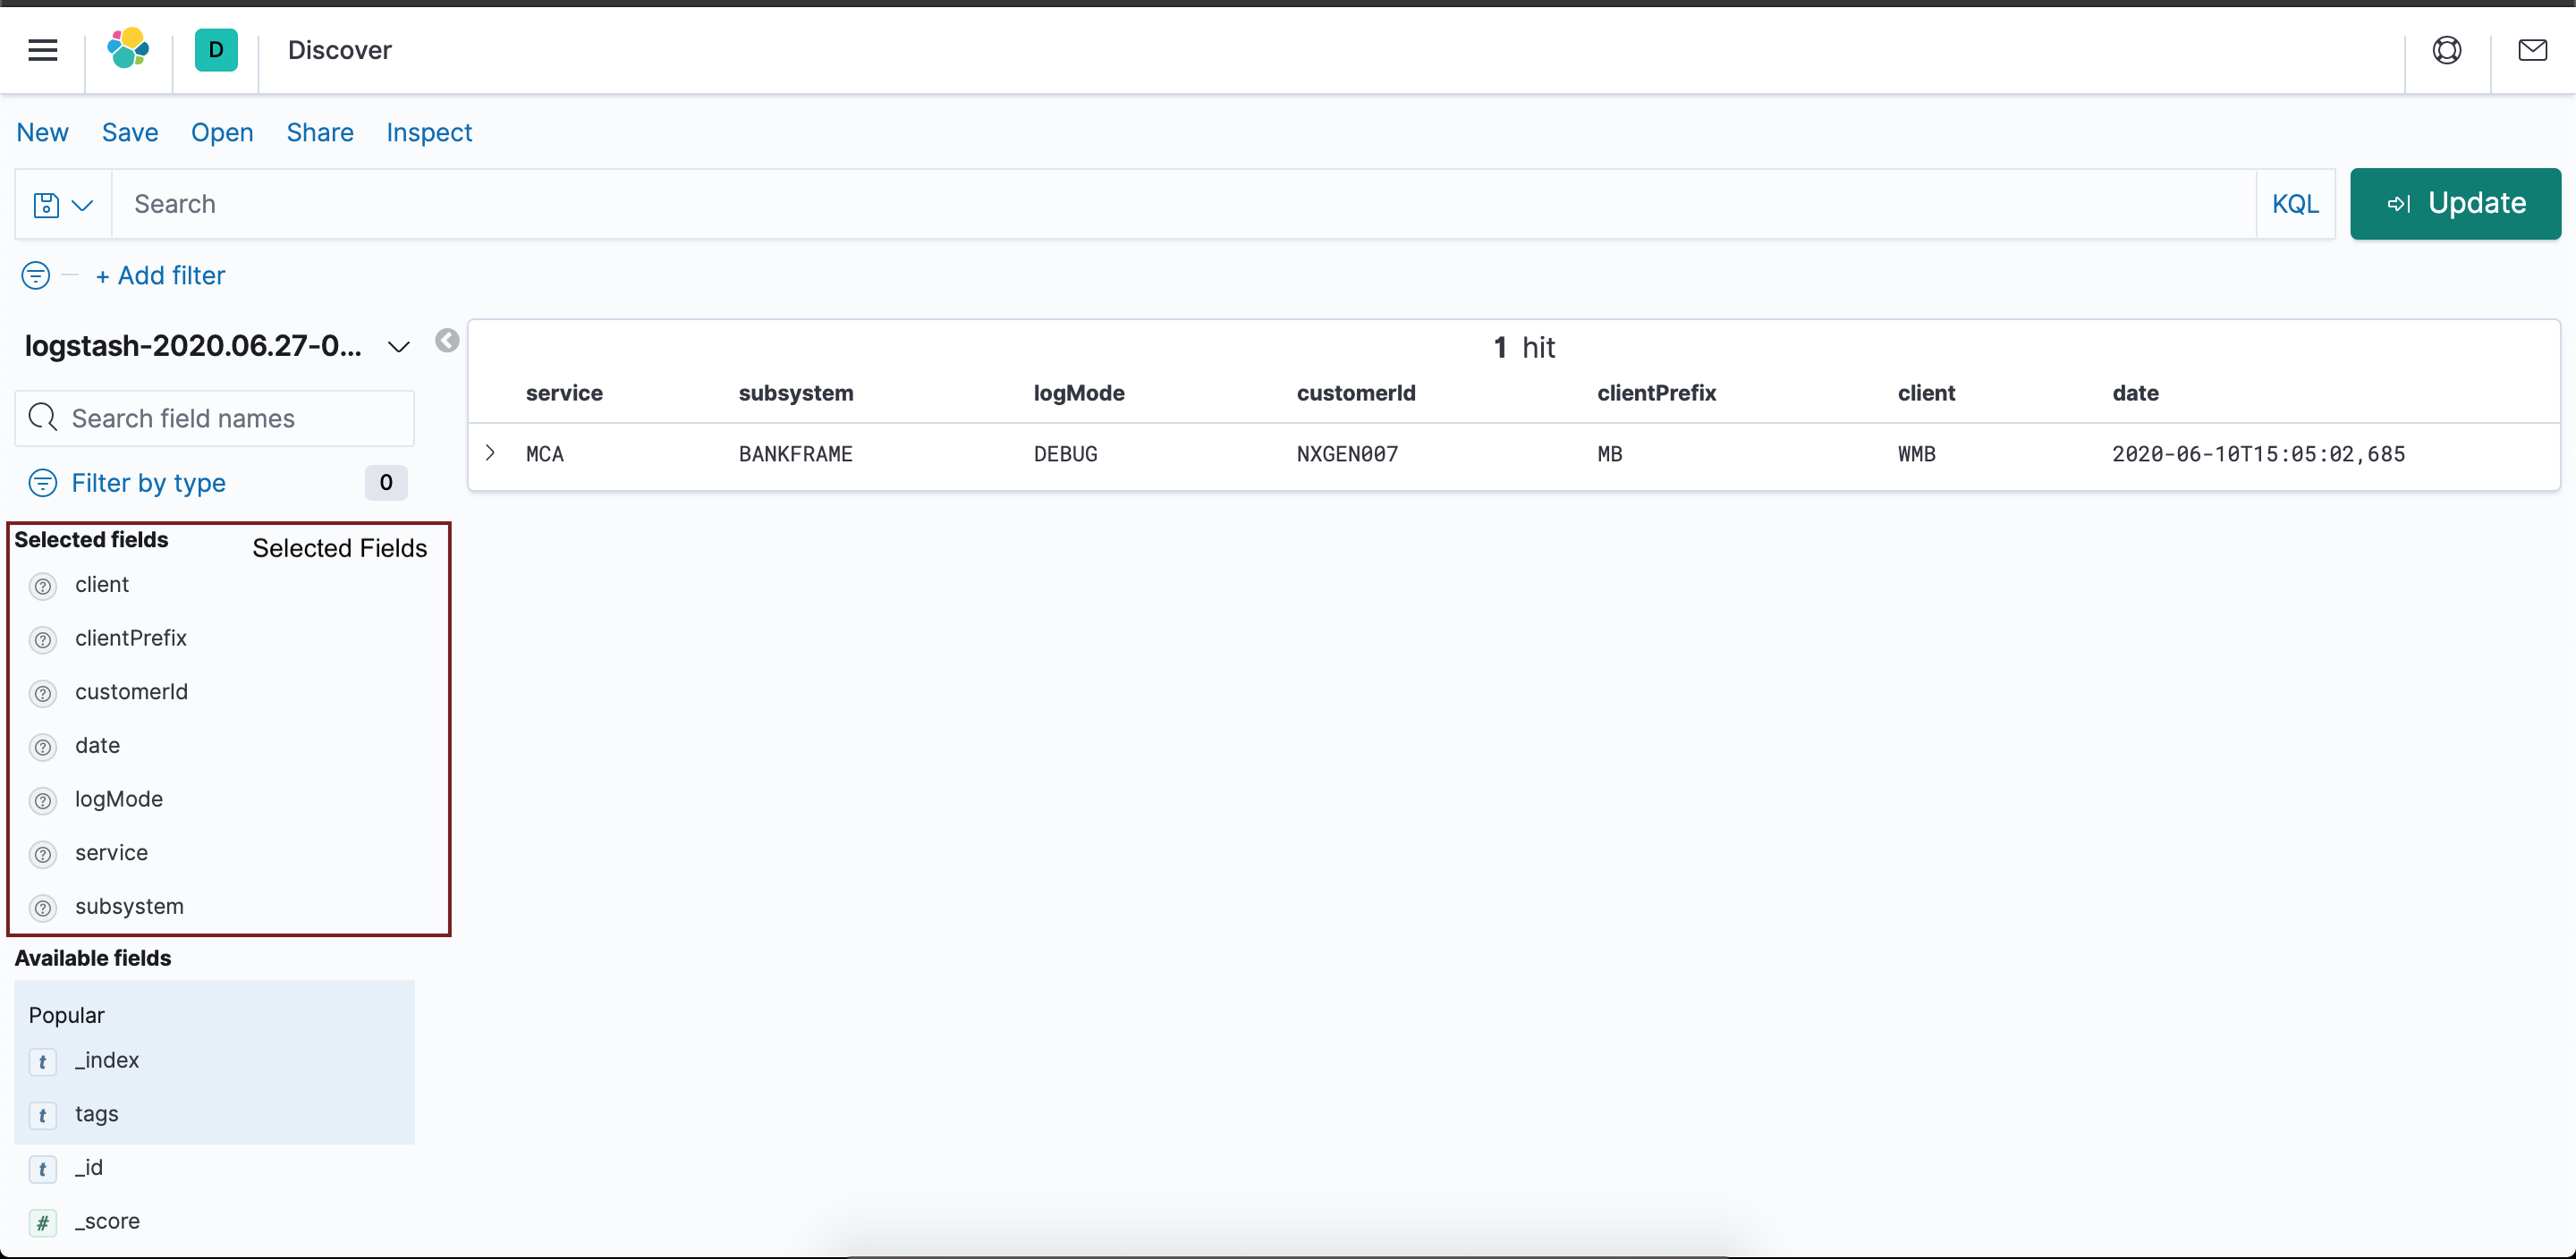 D Discover
New Save Open Share Inspect
Search KQL Update
+ Add filter
logstash-2020.06.27-0...
Search field names
Filter by type 0
Selected fields Selected Fields
client
clientPrefix
customerId
date
logMode
service
subsystem
Available fields
Popular
t _index
t tags
t _id
# _score
1 hit
service subsystem logMode customerId clientPrefix client date
MCA BANKFRAME DEBUG NXGEN007 MB WMB 2020-06-10T15:05:02,685